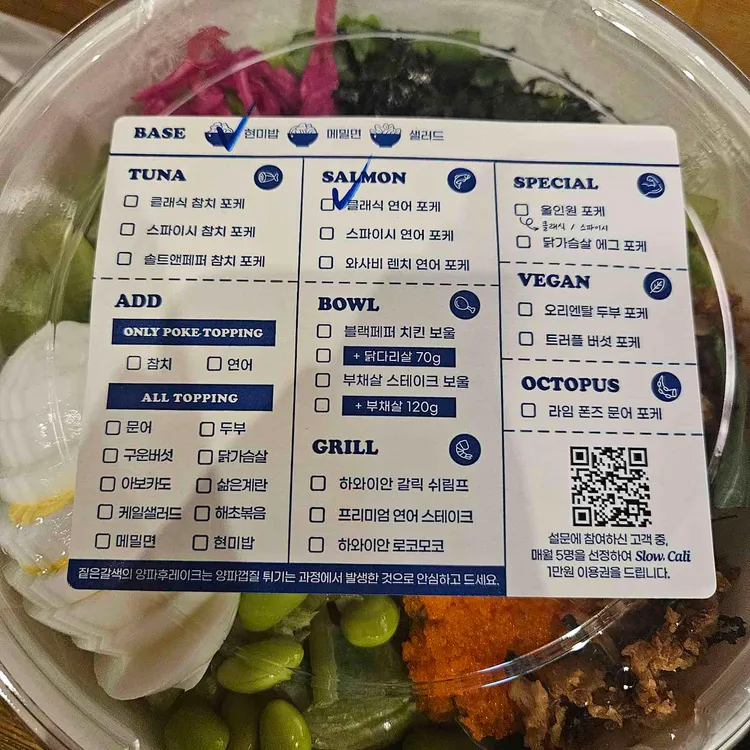 BASE 현미밥 메밀면 샐러드
TUNA
클래식 참치 포케
스파이시 참치 포케
솔트앤페퍼 참치 포케
ADD
ONLY POKE TOPPING
참치 연어
ALL TOPPING
문어 두부
구운버섯 닭가슴살
아보카도 삶은계란
케일샐러드 해초볶음
메밀면 현미밥
SALMON
클래식 연어 포케
스파이시 연어 포케
와사비 렌치 연어 포케
BOWL
블랙페퍼 치킨 보울
+ 닭다리살 70g
부채살 스테이크 보울
+ 부채살 120g
GRILL
하와이안 갈릭 쉬림프
프리미엄 연어 스테이크
하와이안 로코모코
SPECIAL
올인원 포케
클래식 / 스파이시
닭가슴살 에그 포케
VEGAN
오리엔탈 두부 포케
트러플 버섯 포케
OCTOPUS
라임 폰즈 문어 포케
설문에 참여하신 고객 중,
매월 5명을 선정하여 Slow Cali
1만원 이용권을 드립니다.
짙은갈색의 양파후레이크는 양파껍질 튀기는 과정에서 발생한 것으로 안심하고 드세요.